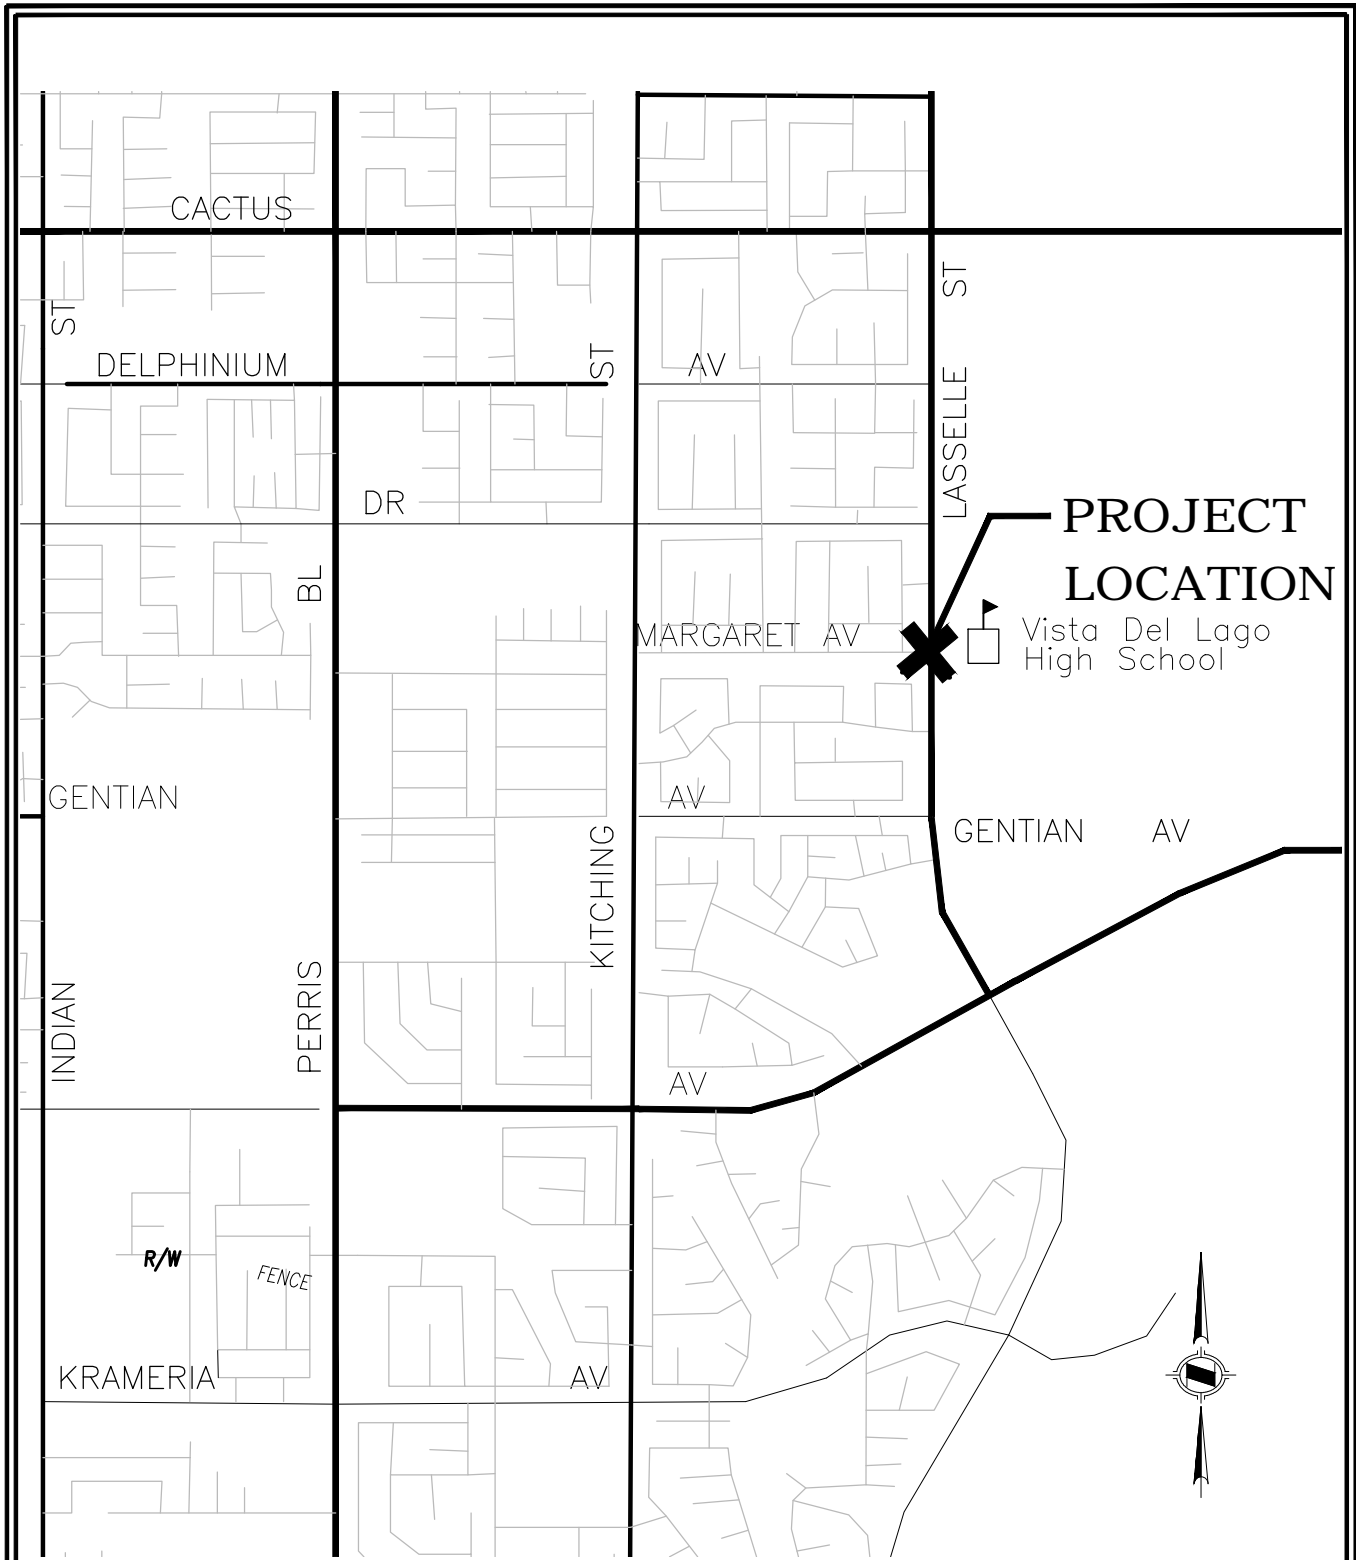 CACTUS
ST
ST
DELPHINIUM
ST
AV
LASSELLE
DR
PROJECT
LOCATION
BL
MARGARET AV
Vista Del Lago
High School
GENTIAN
AV
GENTIAN AV
KITCHING
PERRIS
INDIAN
AV
R/W
FENCE
KRAMERIA
AV